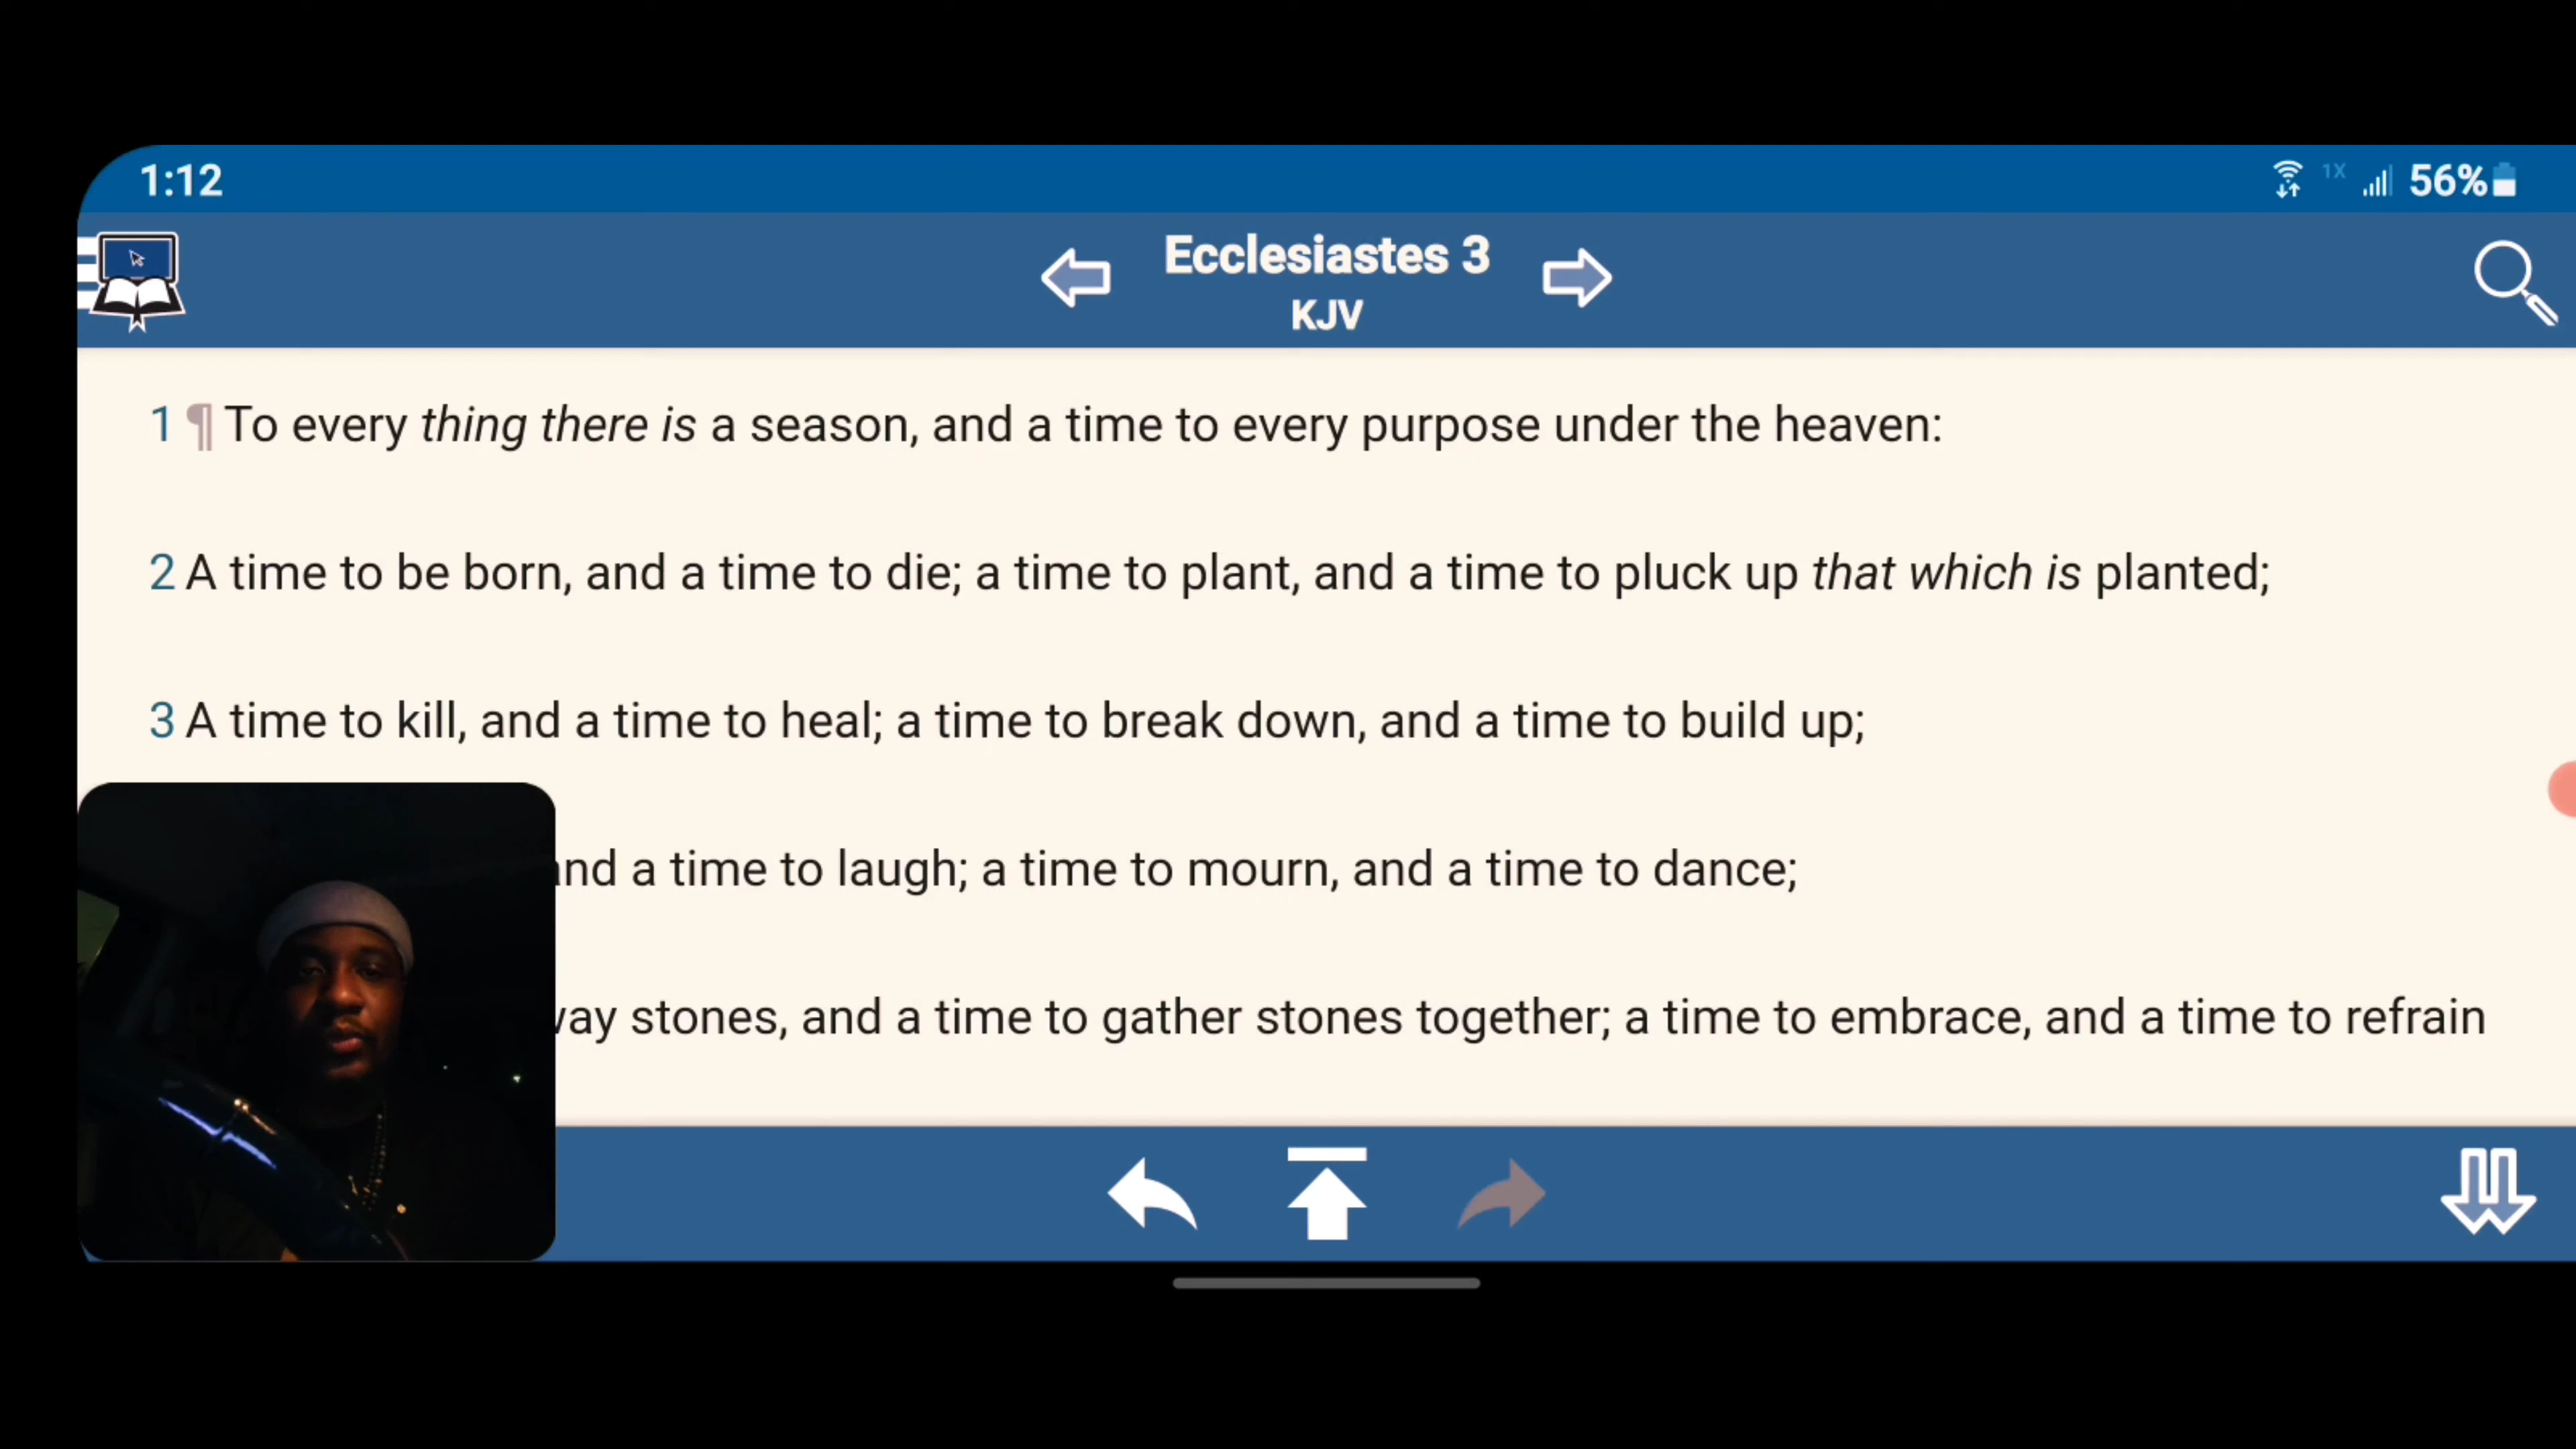 1:12
1X 56%
Ecclesiastes 3
KJV
1 ¶ To every thing there is a season, and a time to every purpose under the heaven:
2 A time to be born, and a time to die; a time to plant, and a time to pluck up that which is planted;
3 A time to kill, and a time to heal; a time to break down, and a time to build up;
and a time to laugh; a time to mourn, and a time to dance;
way stones, and a time to gather stones together; a time to embrace, and a time to refrain